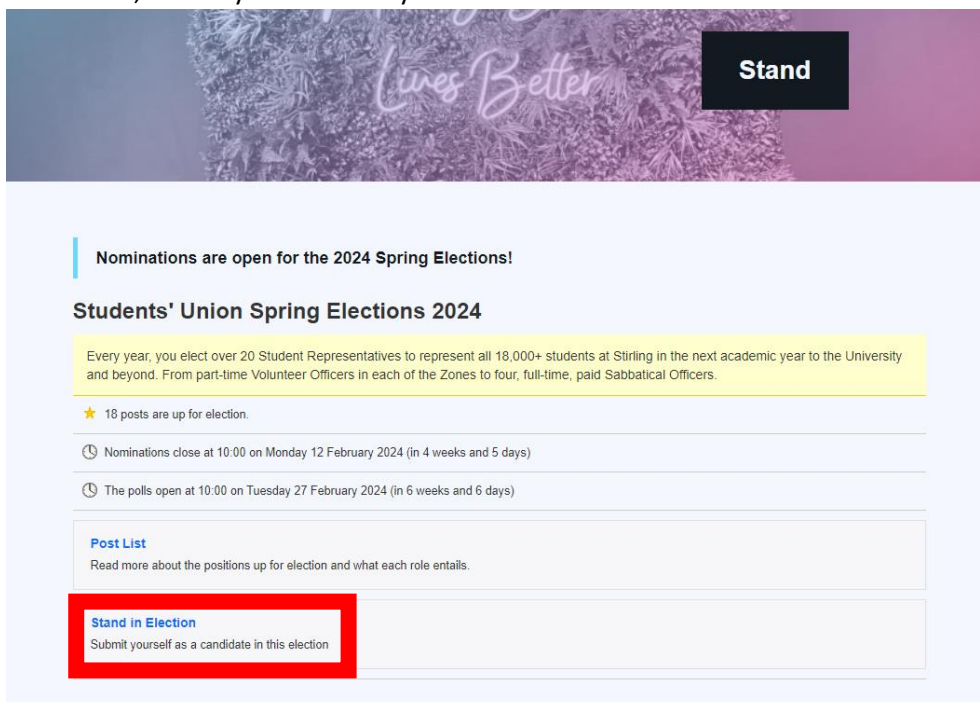 Lives Better
Stand
Nominations are open for the 2024 Spring Elections!
Students' Union Spring Elections 2024
Every year, you elect over 20 Student Representatives to represent all 18,000+ students at Stirling in the next academic year to the University
and beyond. From part-time Volunteer Officers in each of the Zones to four, full-time, paid Sabbatical Officers.
18 posts are up for election.
Nominations close at 10:00 on Monday 12 February 2024 (in 4 weeks and 5 days)
The polls open at 10:00 on Tuesday 27 February 2024 (in 6 weeks and 6 days)
Post List
Read more about the positions up for election and what each role entails.
Stand in Election
Submit yourself as a candidate in this election